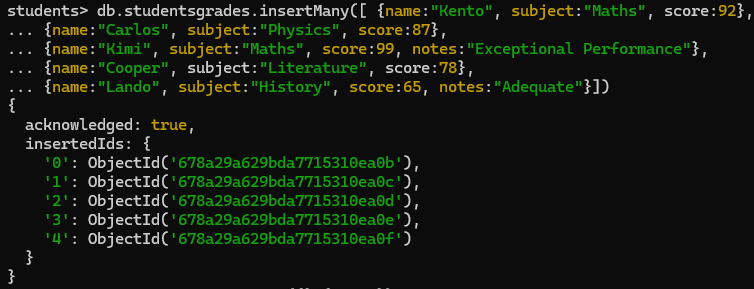 students> db.studentsgrades.insertMany([ {name:"Kento", subject:"Maths", score:92},
... {name:"Carlos", subject:"Physics", score:87},
... {name:"Kimi", subject:"Maths", score:99, notes:"Exceptional Performance"},
... {name:"Cooper", subject:"Literature", score:78},
... {name:"Lando", subject:"History", score:65, notes:"Adequate"}])
{
  acknowledged: true,
  insertedIds: {
    '0': ObjectId('678a29a629bda7715310ea0b'),
    '1': ObjectId('678a29a629bda7715310ea0c'),
    '2': ObjectId('678a29a629bda7715310ea0d'),
    '3': ObjectId('678a29a629bda7715310ea0e'),
    '4': ObjectId('678a29a629bda7715310ea0f')
  }
}